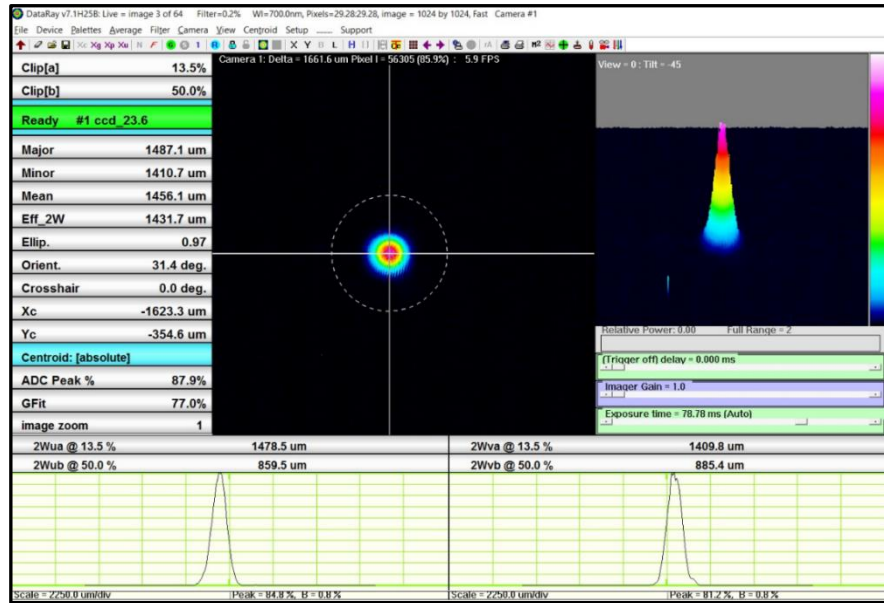 DataRay v7.1H25B: Live = image 3 of 64 Filter=0.2% Wl=700.0nm, Pixels=29.28:29.28, image = 1024 by 1024, Fast Camera #1
File Device Palettes Average Filter Camera View Centroid Setup ...... Support
Xc Xg Xp Xu N F 1 X Y L H M²
Clip[a] 13.5%
Clip[b] 50.0%
Ready #1 ccd_23.6
Major 1487.1 um
Minor 1410.7 um
Mean 1456.1 um
Eff_2W 1431.7 um
Ellip. 0.97
Orient. 31.4 deg.
Crosshair 0.0 deg.
Xc -1623.3 um
Yc -354.6 um
Centroid: [absolute]
ADC Peak % 87.9%
GFit 77.0%
image zoom 1
Camera 1: Delta = 1661.6 um Pixel I = 56305 (85.9%) : 5.9 FPS
View = 0 : Tilt = -45
Relative Power: 0.00 Full Range = 2
(Trigger off) delay = 0.000 ms
Imager Gain = 1.0
Exposure time = 78.78 ms (Auto)
2Wua @ 13.5 % 1478.5 um 2Wva @ 13.5 % 1409.8 um
2Wub @ 50.0 % 859.5 um 2Wvb @ 50.0 % 885.4 um
Scale = 2250.0 um/div Peak = 84.8 %, B = 0.8 % Scale = 2250.0 um/div Peak = 81.2 %, B = 0.8 %